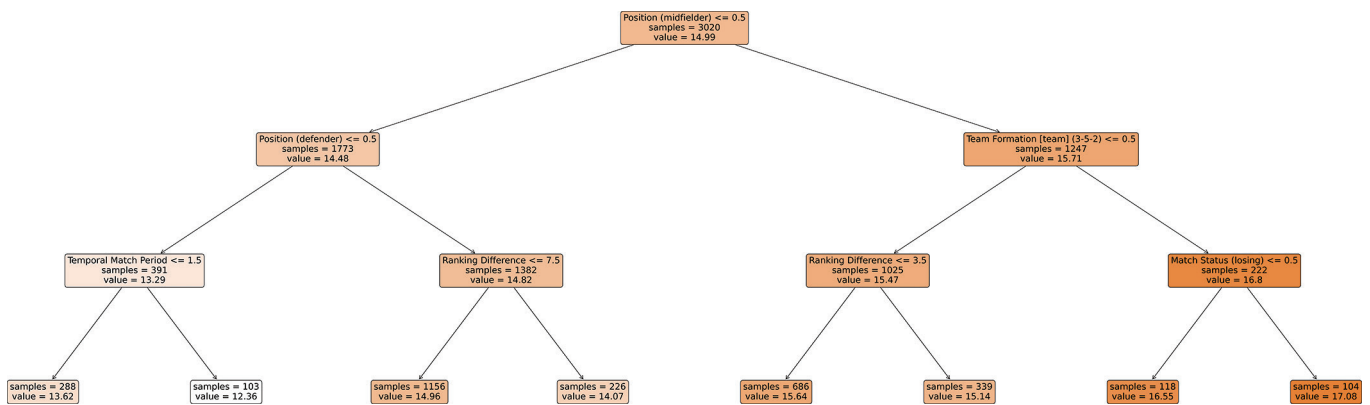 Position (midfielder) <= 0.5
samples = 3020
value = 14.99
Position (defender) <= 0.5
samples = 1773
value = 14.48
Team Formation [team] (3-5-2) <= 0.5
samples = 1247
value = 15.71
Temporal Match Period <= 1.5
samples = 391
value = 13.29
Ranking Difference <= 7.5
samples = 1382
value = 14.82
Ranking Difference <= 3.5
samples = 1025
value = 15.47
Match Status (losing) <= 0.5
samples = 222
value = 16.8
samples = 288
value = 13.62
samples = 103
value = 12.36
samples = 1156
value = 14.96
samples = 226
value = 14.07
samples = 686
value = 15.64
samples = 339
value = 15.14
samples = 118
value = 16.55
samples = 104
value = 17.08